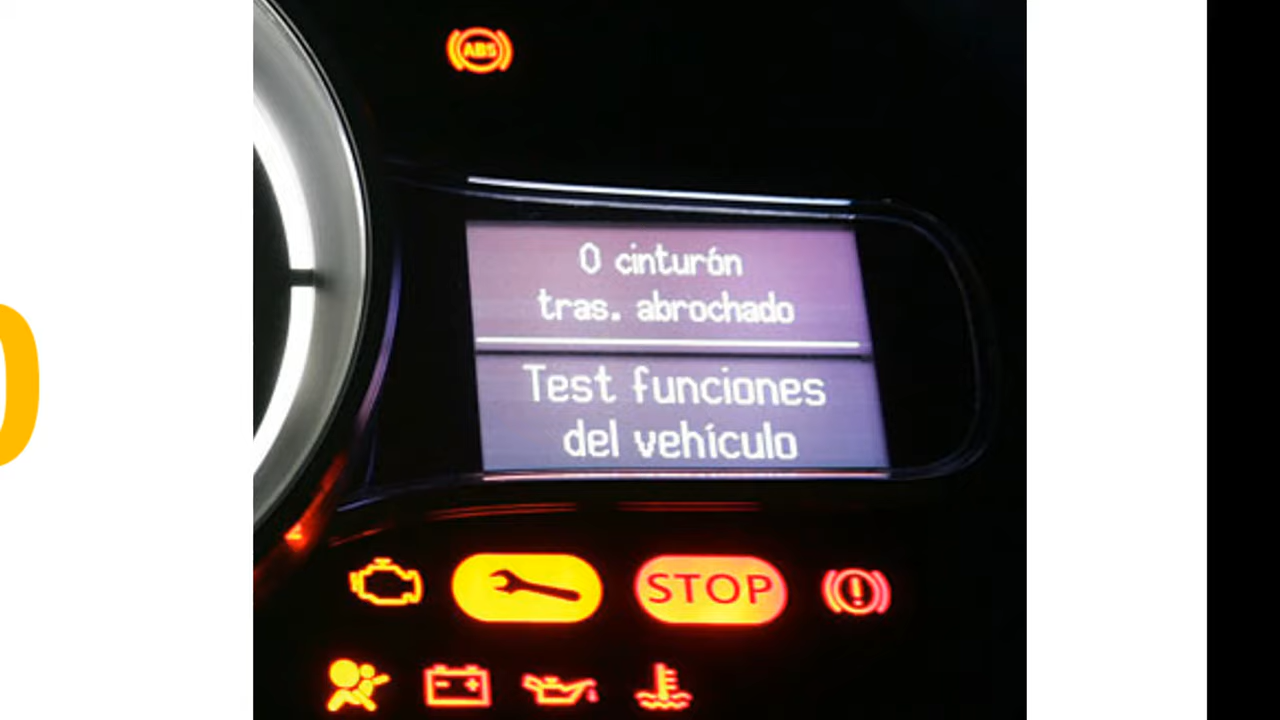 ABS
0 cinturón
tras. abrochado
Test funciones
del vehículo
STOP